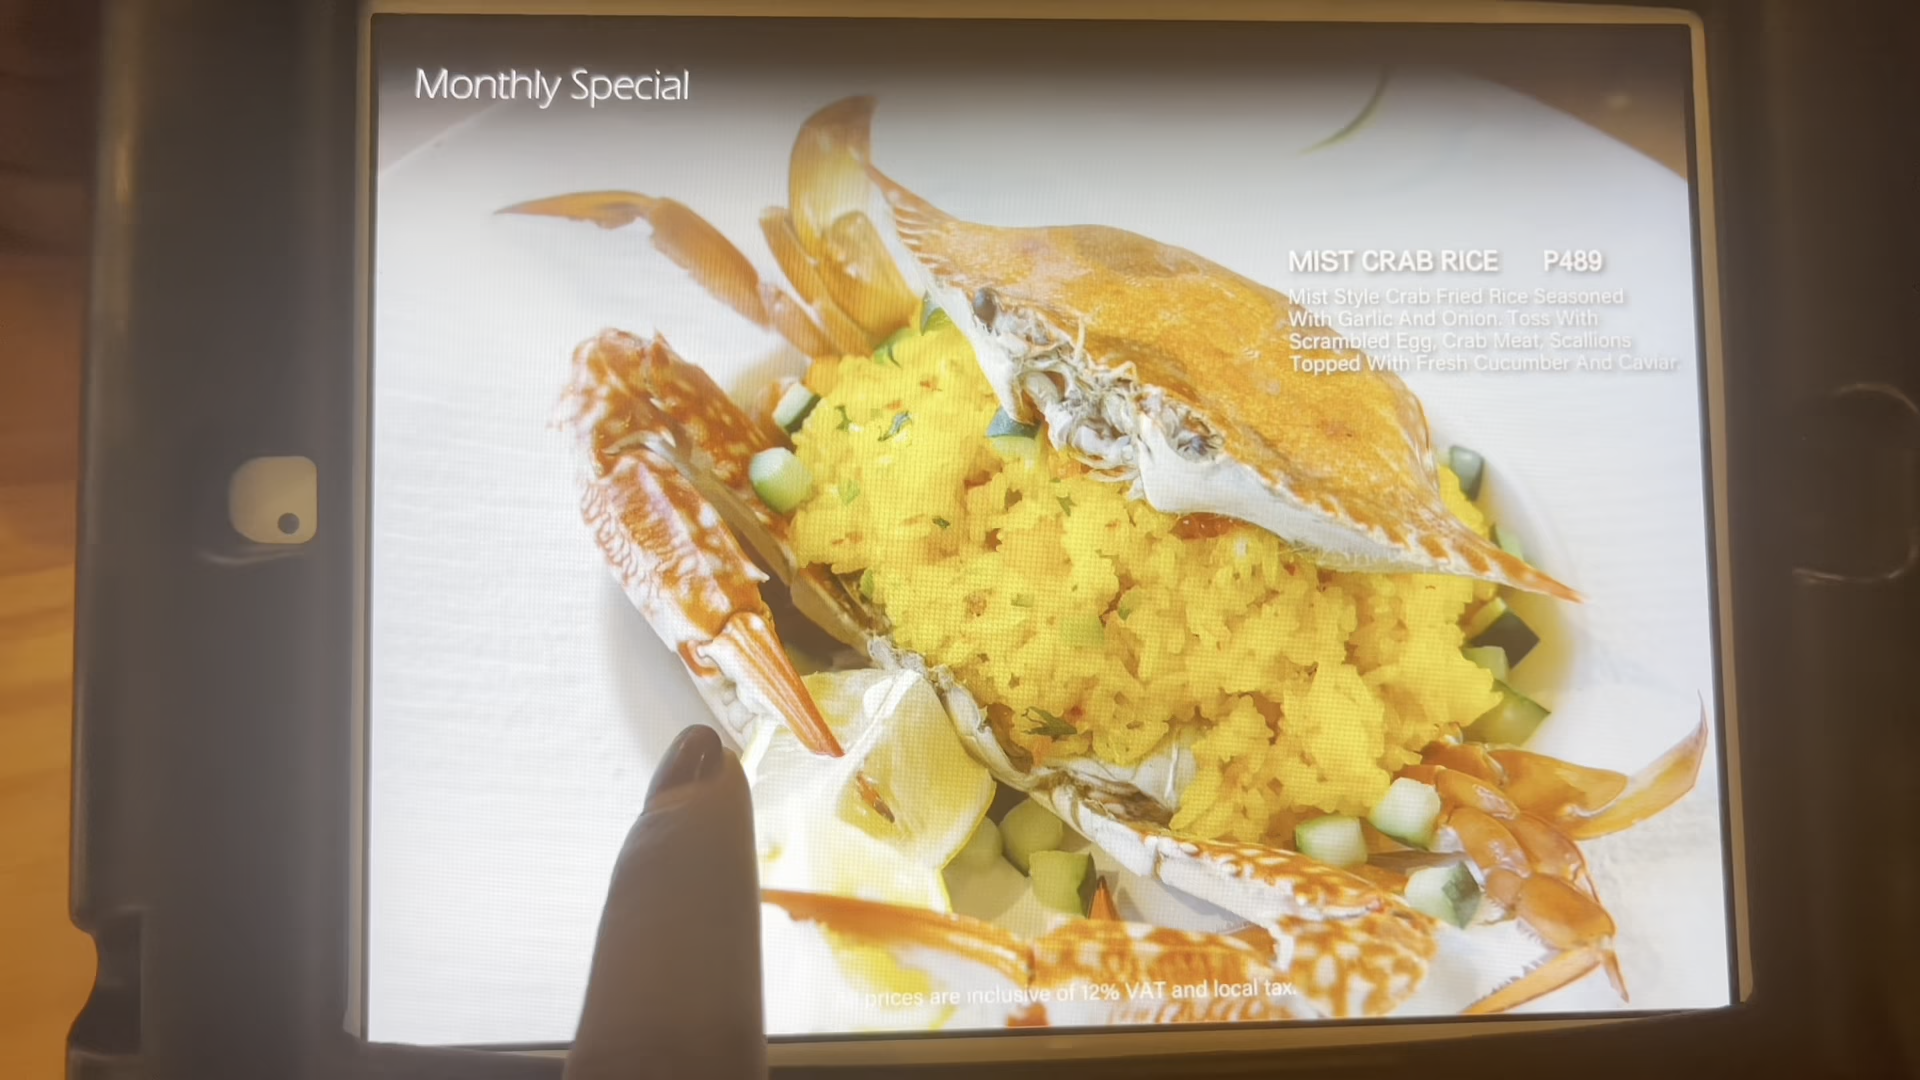 Monthly Special
MIST CRAB RICE P489
Mist Style Crab Fried Rice Seasoned
With Garlic And Onion. Toss With
Scrambled Egg, Crab Meat, Scallions
Topped With Fresh Cucumber And Caviar
prices are inclusive of 12% VAT and local tax.